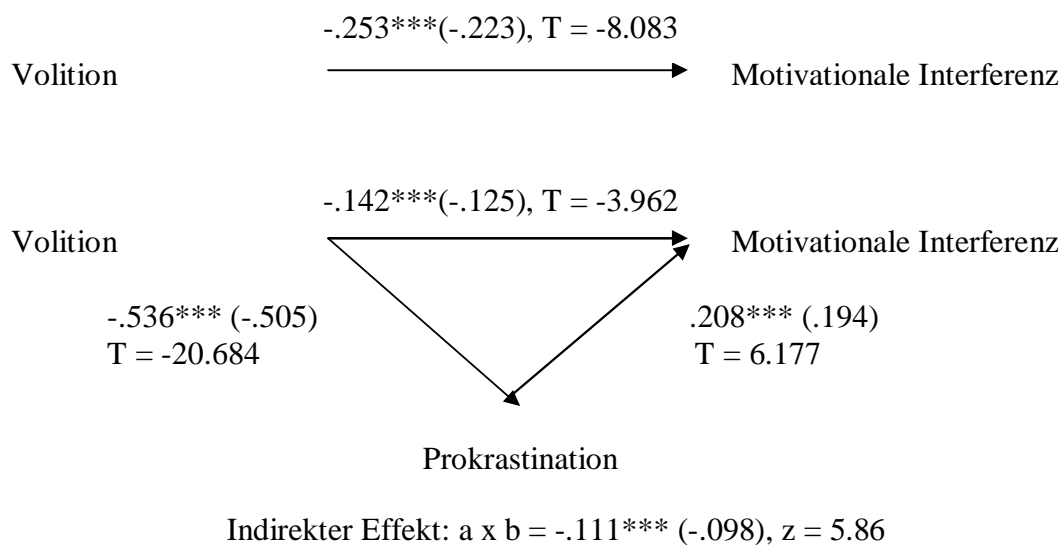 -.253***(-.223), T = -8.083
Volition Motivationale Interferenz
-.142***(-.125), T = -3.962
Volition Motivationale Interferenz
-.536*** (-.505) .208*** (.194)
T = -20.684 T = 6.177
Prokrastination
Indirekter Effekt: a x b = -.111*** (-.098), z = 5.86